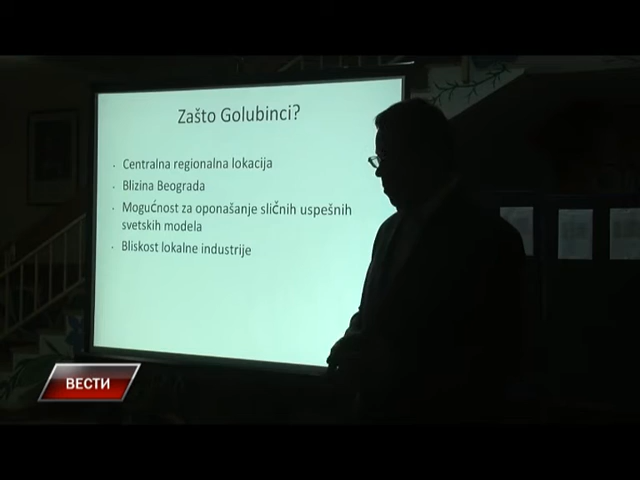 Zašto Golubinci?
· Centralna regionalna lokacija
· Blizina Beograda
· Mogućnost za oponašanje sličnih uspešnih
svetskih modela
· Bliskost lokalne industrije
ВЕСТИ